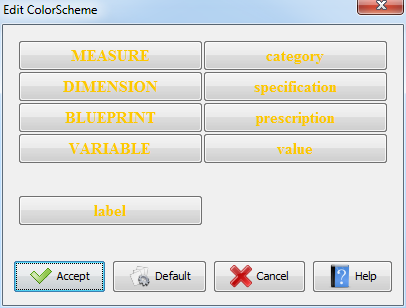 Edit ColorScheme
MEASURE category
DIMENSION specification
BLUEPRINT prescription
VARIABLE value
label
Accept Default Cancel Help